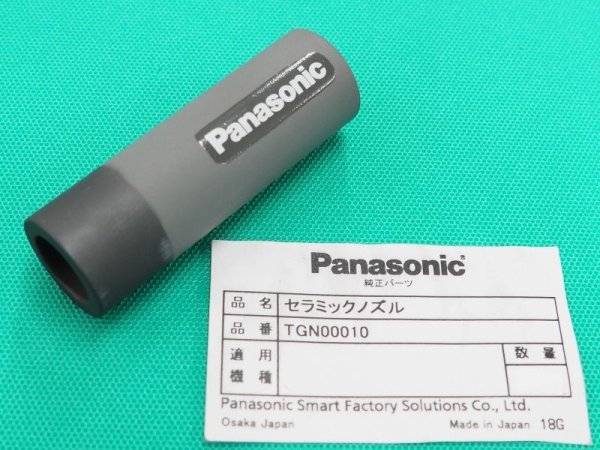 Panasonic
Panasonic®
純正パーツ
品名 セラミックノズル
品番 TGN00010
適用機種 数量
Panasonic Smart Factory Solutions Co., Ltd.
Osaka Japan Made in Japan 18G